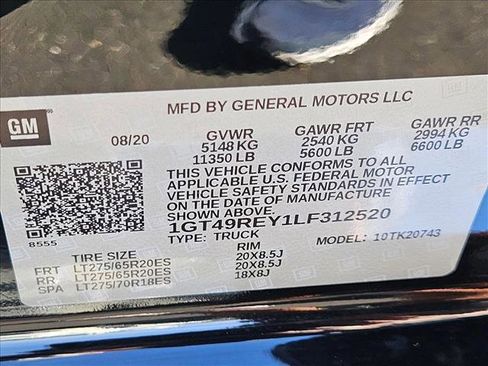 GM
MFD BY GENERAL MOTORS LLC
08/20
GVWR GAWR FRT GAWR RR
5148 KG 2540 KG 2994 KG
11350 LB 5600 LB 6600 LB
THIS VEHICLE CONFORMS TO ALL
APPLICABLE U.S. FEDERAL MOTOR
VEHICLE SAFETY STANDARDS IN EFFECT
ON THE DATE OF MANUFACTURE
SHOWN ABOVE.
1GT49REY1LF312520
TYPE: TRUCK 10TK20743
8555
TIRE SIZE RIM
FRT LT275/65R20ES 20X8.5J
RR LT275/65R20ES 20X8.5J
SPA LT275/70R18ES 18X8J